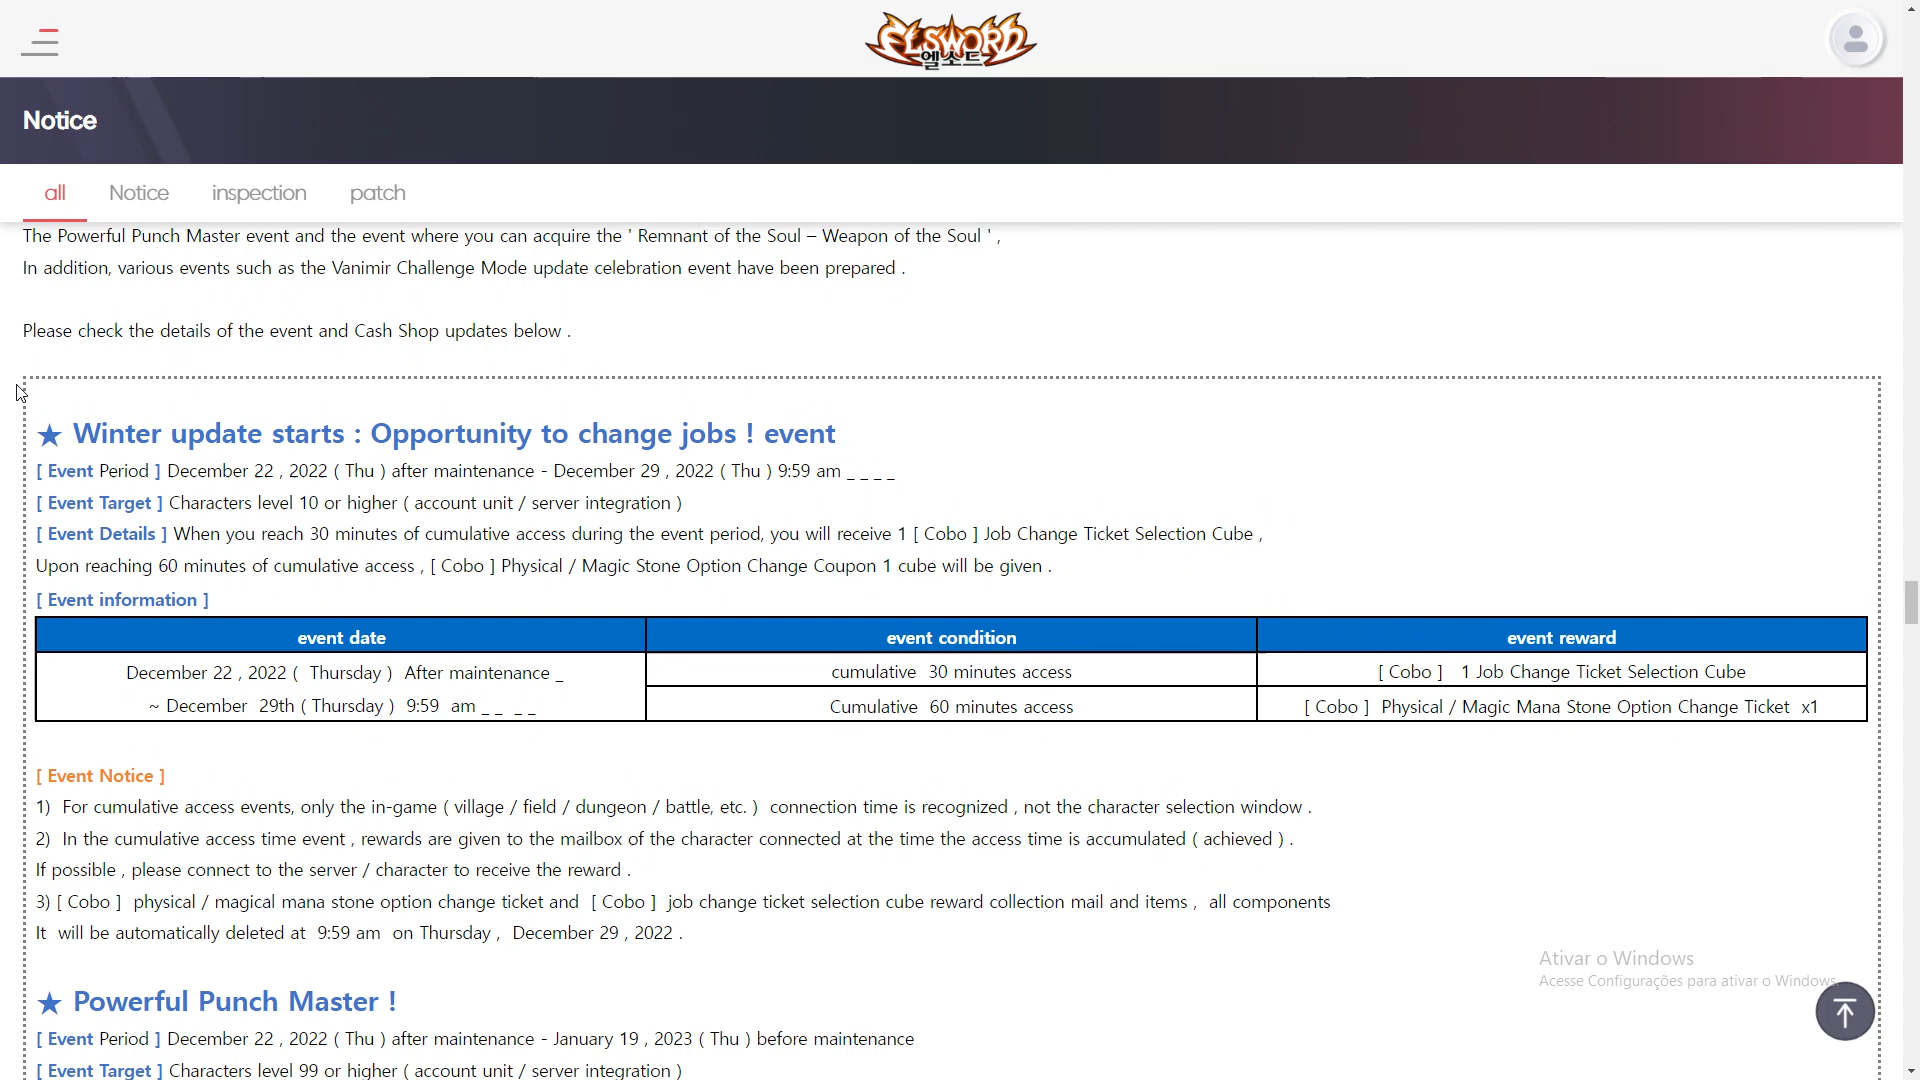 ELSWORD
엘소드
Notice
all Notice inspection patch
The Powerful Punch Master event and the event where you can acquire the ' Remnant of the Soul – Weapon of the Soul ' ,
In addition, various events such as the Vanimir Challenge Mode update celebration event have been prepared .
Please check the details of the event and Cash Shop updates below .
★ Winter update starts : Opportunity to change jobs ! event
[ Event Period ] December 22 , 2022 ( Thu ) after maintenance - December 29 , 2022 ( Thu ) 9:59 am _ _ _ _
[ Event Target ] Characters level 10 or higher ( account unit / server integration )
[ Event Details ] When you reach 30 minutes of cumulative access during the event period, you will receive 1 [ Cobo ] Job Change Ticket Selection Cube ,
Upon reaching 60 minutes of cumulative access , [ Cobo ] Physical / Magic Stone Option Change Coupon 1 cube will be given .
[ Event information ]
event date event condition event reward
December 22 , 2022 ( Thursday ) After maintenance _ cumulative 30 minutes access [ Cobo ] 1 Job Change Ticket Selection Cube
~ December 29th ( Thursday ) 9:59 am _ _ _ _ Cumulative 60 minutes access [ Cobo ] Physical / Magic Mana Stone Option Change Ticket x1
[ Event Notice ]
1) For cumulative access events, only the in-game ( village / field / dungeon / battle, etc. ) connection time is recognized , not the character selection window .
2) In the cumulative access time event , rewards are given to the mailbox of the character connected at the time the access time is accumulated ( achieved ) .
If possible , please connect to the server / character to receive the reward .
3) [ Cobo ] physical / magical mana stone option change ticket and [ Cobo ] job change ticket selection cube reward collection mail and items , all components
It will be automatically deleted at 9:59 am on Thursday , December 29 , 2022 .
Ativar o Windows
Acesse Configurações para ativar o Windows.
★ Powerful Punch Master !
[ Event Period ] December 22 , 2022 ( Thu ) after maintenance - January 19 , 2023 ( Thu ) before maintenance
[ Event Target ] Characters level 99 or higher ( account unit / server integration )